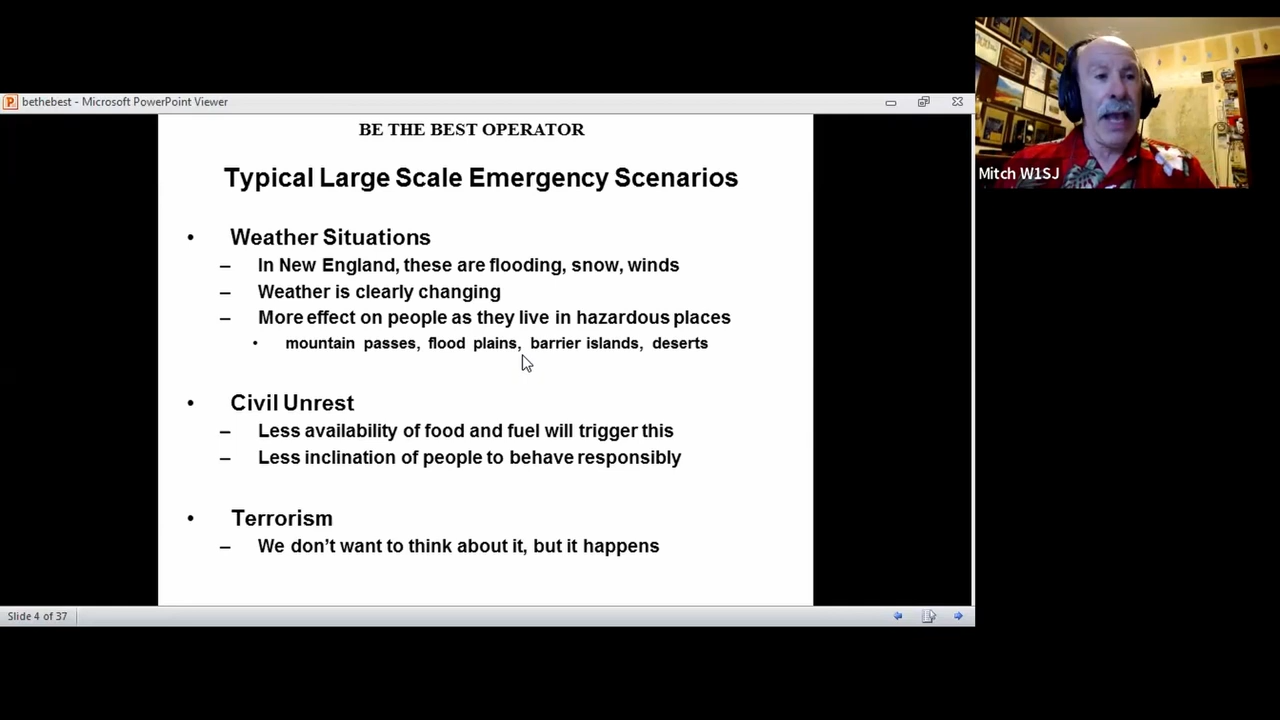 bethebest - Microsoft PowerPoint Viewer
BE THE BEST OPERATOR
Typical Large Scale Emergency Scenarios
• Weather Situations
– In New England, these are flooding, snow, winds
– Weather is clearly changing
– More effect on people as they live in hazardous places
• mountain passes, flood plains, barrier islands, deserts
• Civil Unrest
– Less availability of food and fuel will trigger this
– Less inclination of people to behave responsibly
• Terrorism
– We don’t want to think about it, but it happens
Slide 4 of 37
Mitch W1SJ